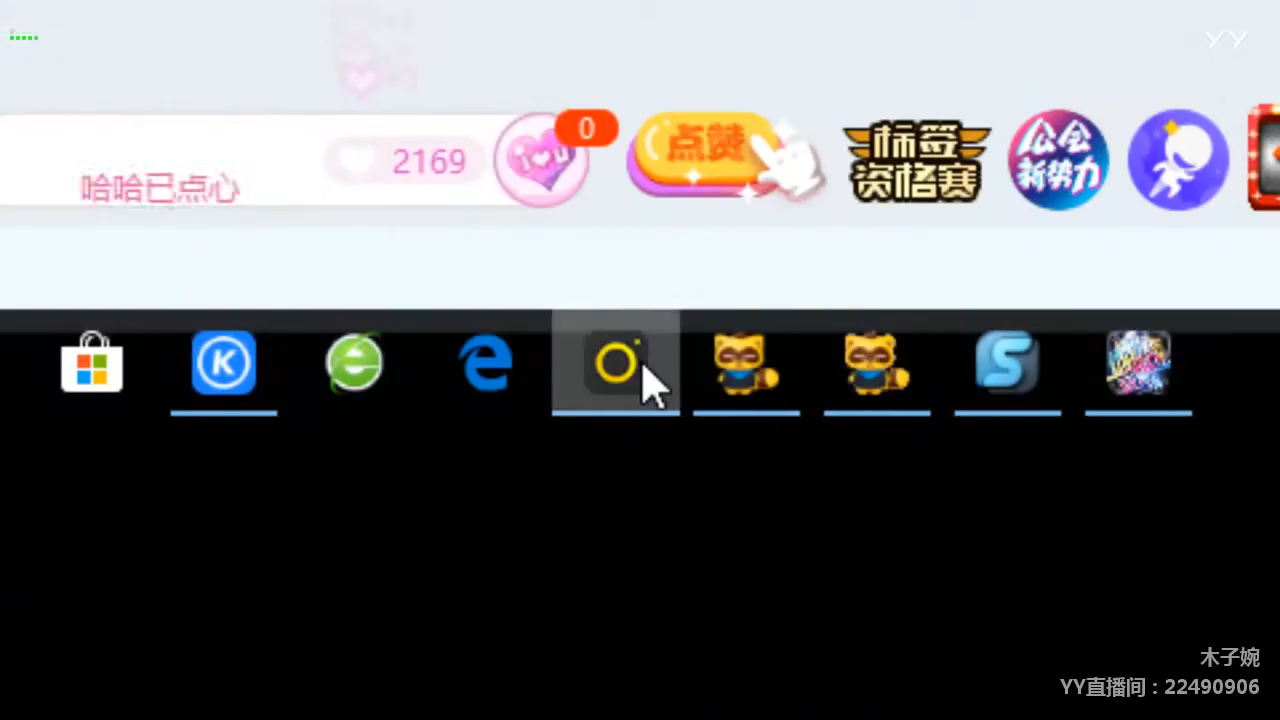 YY
0
点赞
标签
资格赛
公会
新势力
2169
I U
哈哈已点心
K
S
木子婉
YY直播间：22490906